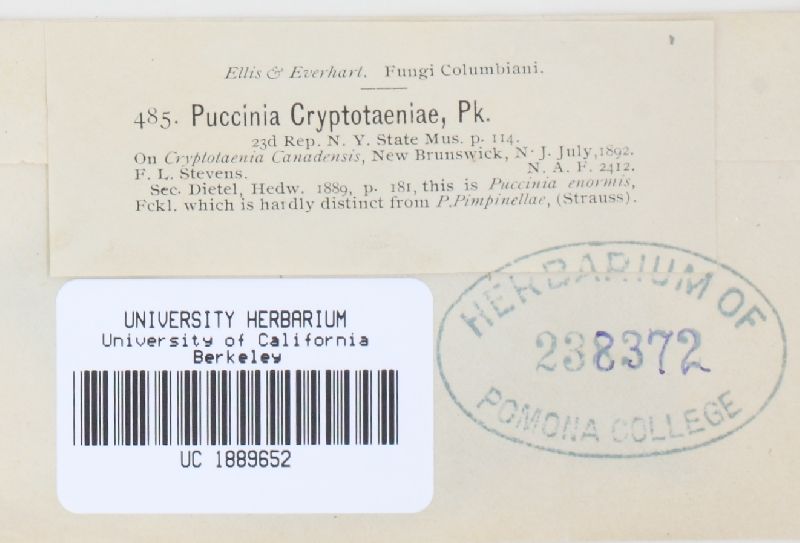 Ellis & Everhart. Fungi Columbiani.
485. Puccinia Cryptotaeniae, Pk.
23d Rep. N. Y. State Mus. p. 114.
On Cryptotaenia Canadensis, New Brunswick, N. J. July, 1892.
F. L. Stevens. N. A. F. 2412.
Sec. Dietel, Hedw. 1889, p. 181, this is Puccinia enormis,
Fckl. which is hardly distinct from P. Pimpinellae, (Strauss).
HERBARIUM OF
238372
POMONA COLLEGE
UNIVERSITY HERBARIUM
University of California
Berkeley
UC 1889652